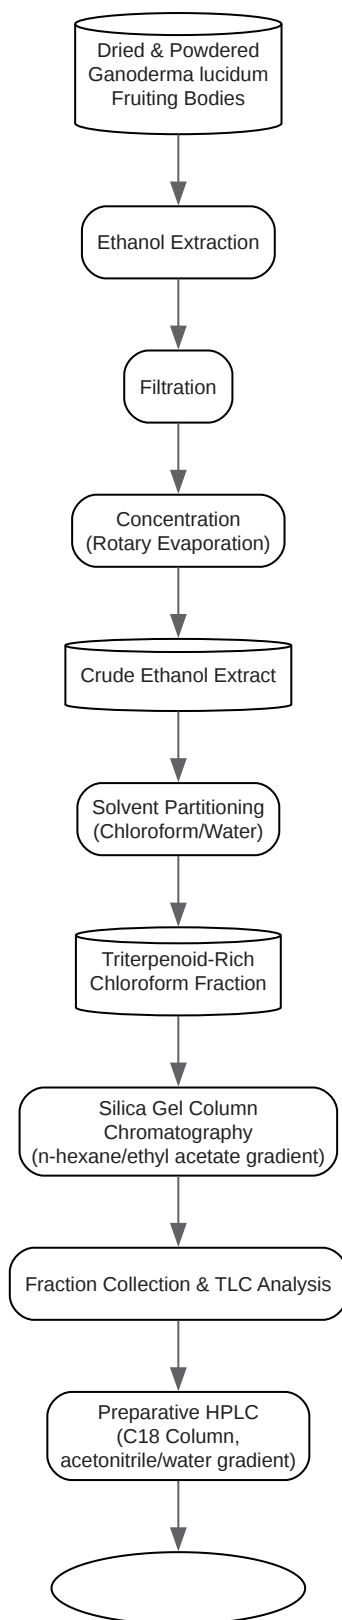 Dried & Powdered
Ganoderma lucidum
Fruiting Bodies
Ethanol Extraction
Filtration
Concentration
(Rotary Evaporation)
Crude Ethanol Extract
Solvent Partitioning
(Chloroform/Water)
Triterpenoid-Rich
Chloroform Fraction
Silica Gel Column
Chromatography
(n-hexane/ethyl acetate gradient)
Fraction Collection & TLC Analysis
Preparative HPLC
(C18 Column,
acetonitrile/water gradient)